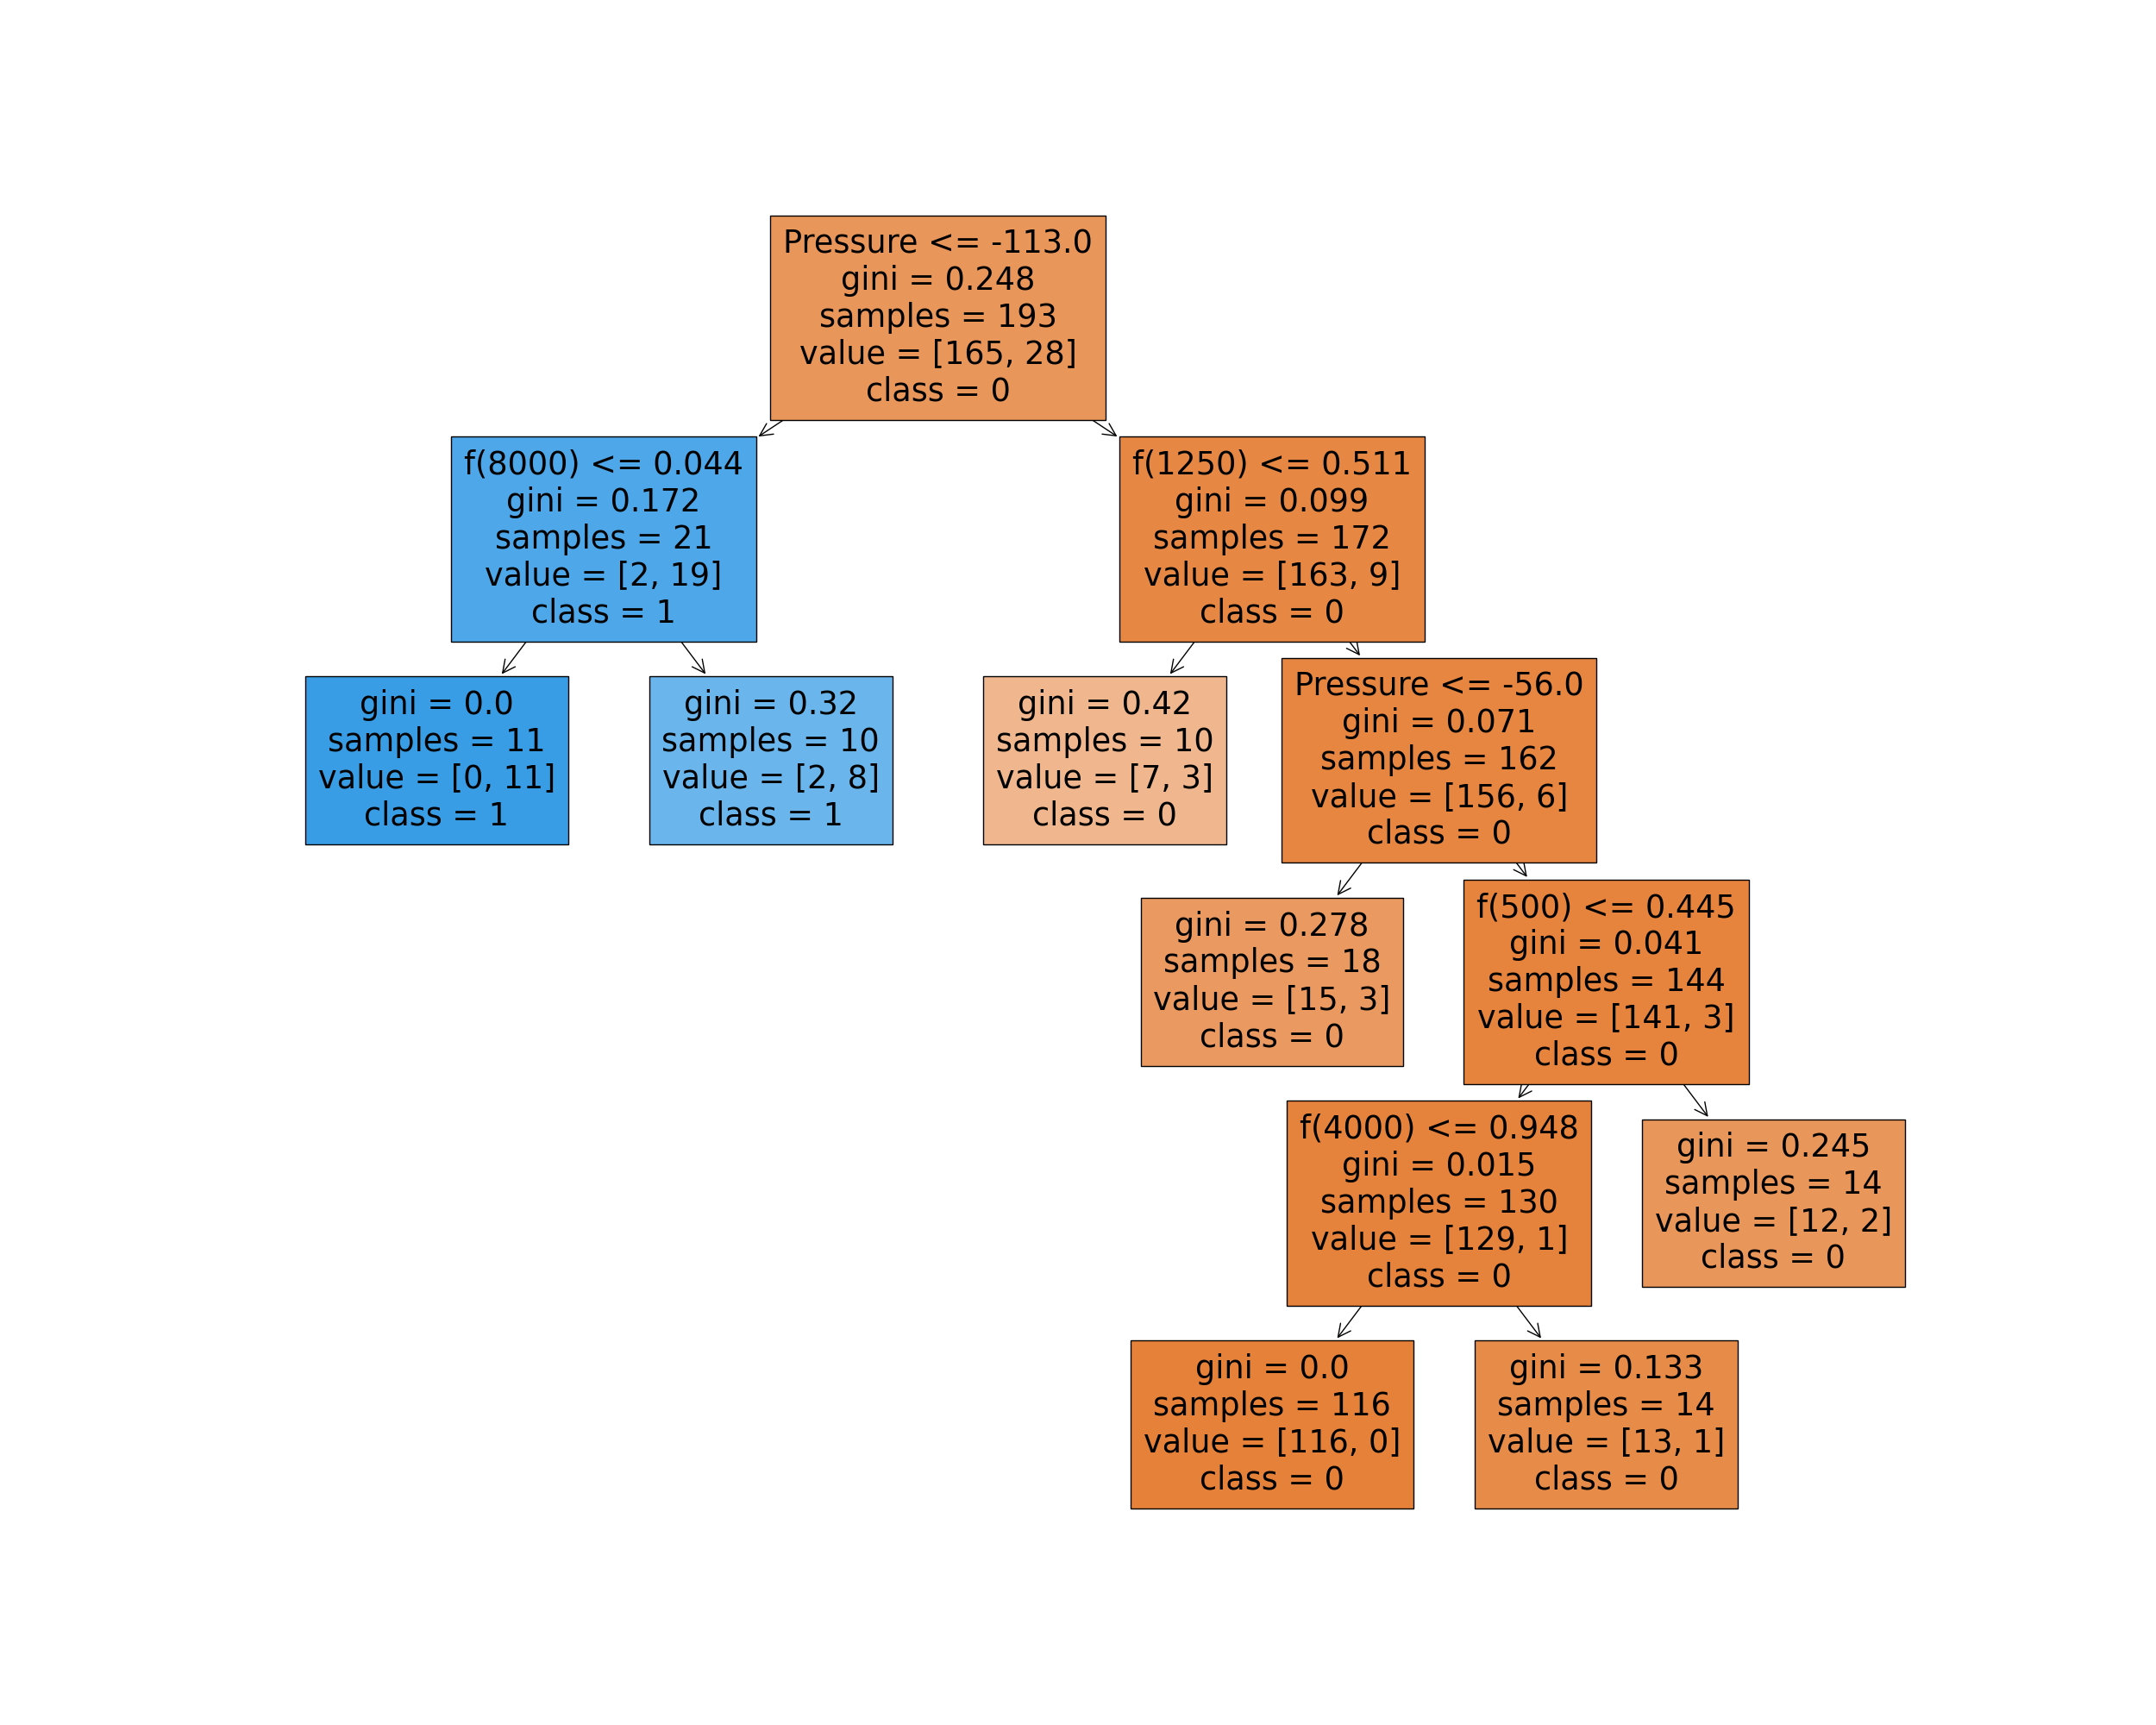 Pressure <= -113.0
gini = 0.248
samples = 193
value = [165, 28]
class = 0
f(8000) <= 0.044
gini = 0.172
samples = 21
value = [2, 19]
class = 1
f(1250) <= 0.511
gini = 0.099
samples = 172
value = [163, 9]
class = 0
gini = 0.0
samples = 11
value = [0, 11]
class = 1
gini = 0.32
samples = 10
value = [2, 8]
class = 1
gini = 0.42
samples = 10
value = [7, 3]
class = 0
Pressure <= -56.0
gini = 0.071
samples = 162
value = [156, 6]
class = 0
gini = 0.278
samples = 18
value = [15, 3]
class = 0
f(500) <= 0.445
gini = 0.041
samples = 144
value = [141, 3]
class = 0
f(4000) <= 0.948
gini = 0.015
samples = 130
value = [129, 1]
class = 0
gini = 0.245
samples = 14
value = [12, 2]
class = 0
gini = 0.0
samples = 116
value = [116, 0]
class = 0
gini = 0.133
samples = 14
value = [13, 1]
class = 0